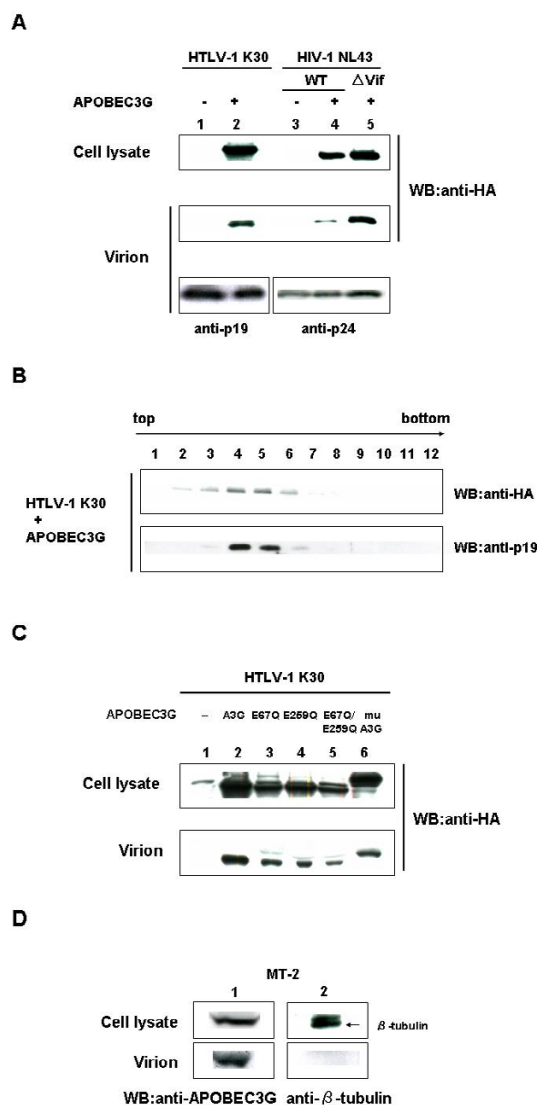 A
HTLV-1 K30 HIV-1 NL43
WT △Vif
APOBEC3G - + - + +
1 2 3 4 5
Cell lysate
WB:anti-HA
Virion
anti-p19 anti-p24
B
top bottom
1 2 3 4 5 6 7 8 9 10 11 12
HTLV-1 K30
+
APOBEC3G
WB:anti-HA
WB:anti-p19
C
HTLV-1 K30
APOBEC3G – A3G E67Q E259Q E67Q/E259Q mu A3G
1 2 3 4 5 6
Cell lysate
WB:anti-HA
Virion
D
MT-2
1 2
Cell lysate
β-tubulin
Virion
WB:anti-APOBEC3G anti-β-tubulin